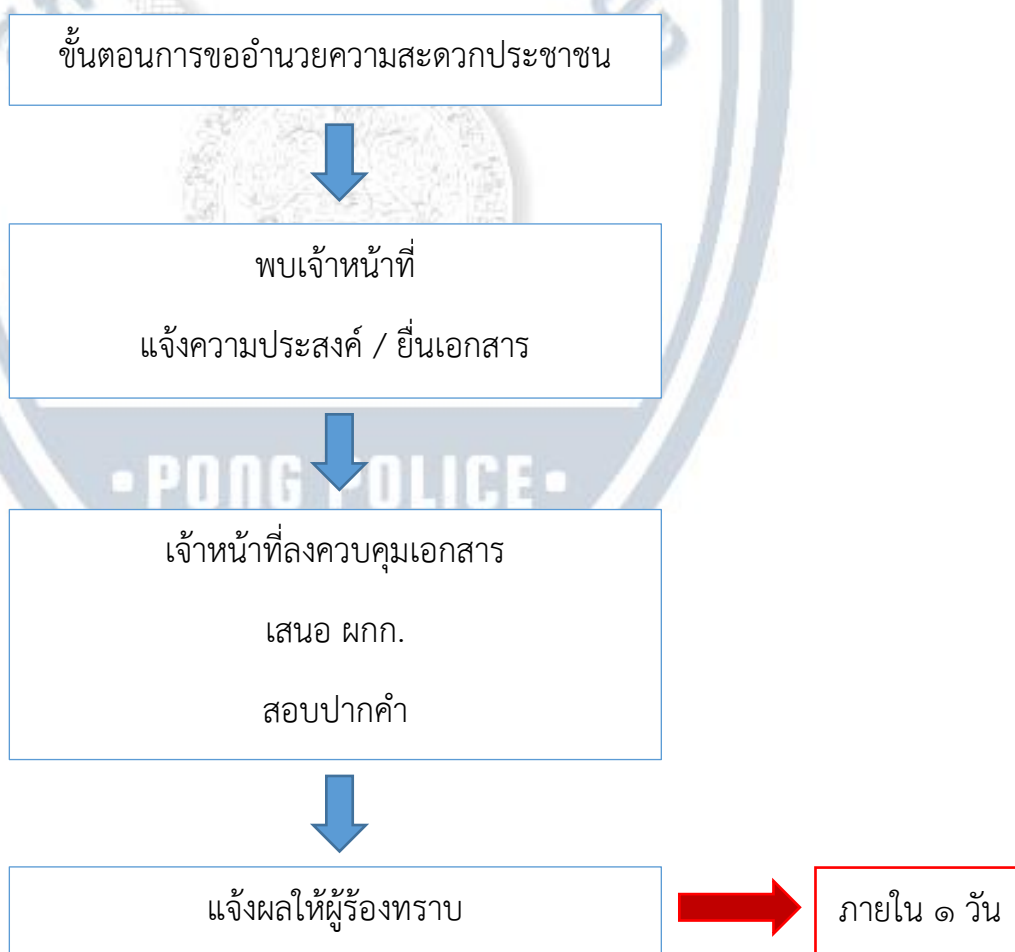 ขั้นตอนการขออำนวยความสะดวกประชาชน
พบเจ้าหน้าที่
แจ้งความประสงค์ / ยื่นเอกสาร
• PONG POLICE •
เจ้าหน้าที่ลงควบคุมเอกสาร
เสนอ ผกก.
สอบปากคำ
แจ้งผลให้ผู้ร้องทราบ
ภายใน ๑ วัน